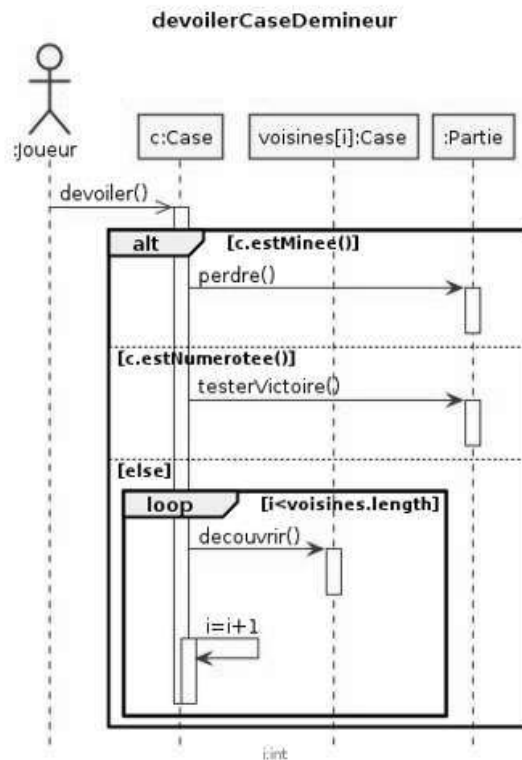 devoilerCaseDemineur
:Joueur
c:Case
voisines[i]:Case
:Partie
devoiler()
alt
[c.estMinee()]
perdre()
[c.estNumerotee()]
testerVictoire()
[else]
loop
[i<voisines.length]
decouvrir()
i=i+1
i:int